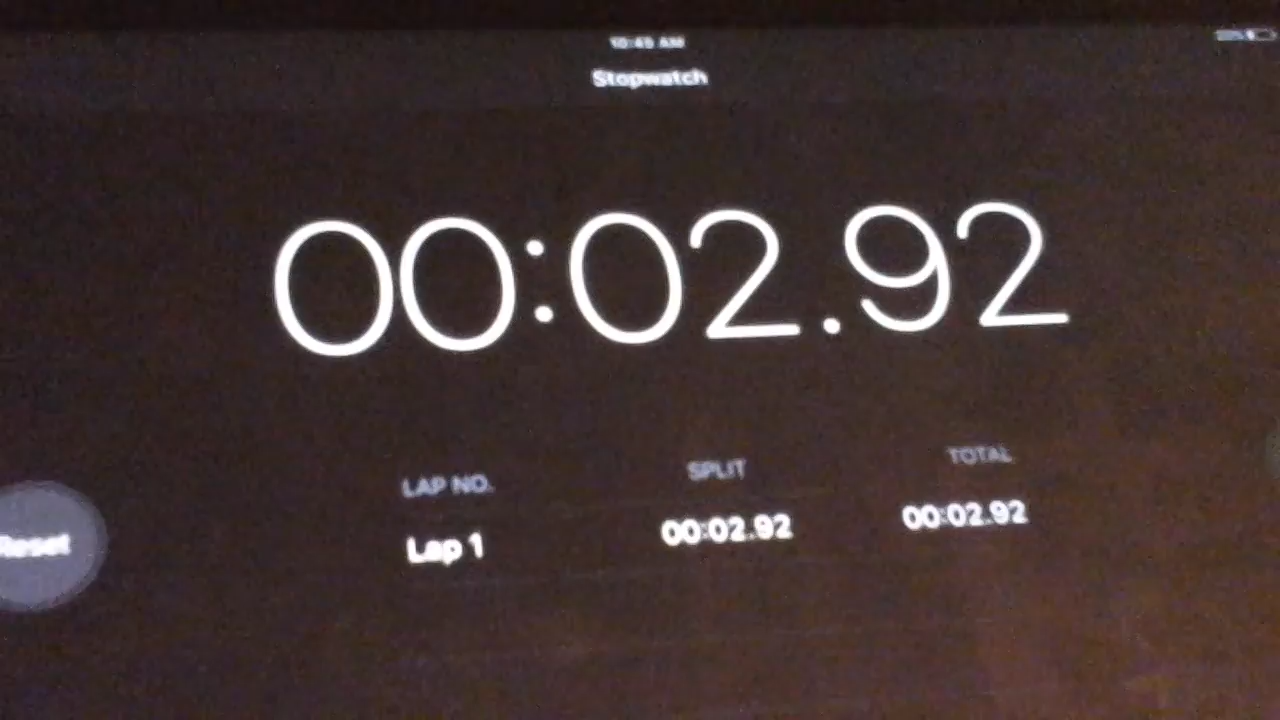 10:45 AM
Stopwatch
00:02.92
LAP NO. SPLIT TOTAL
Lap 1 00:02.92 00:02.92
Reset